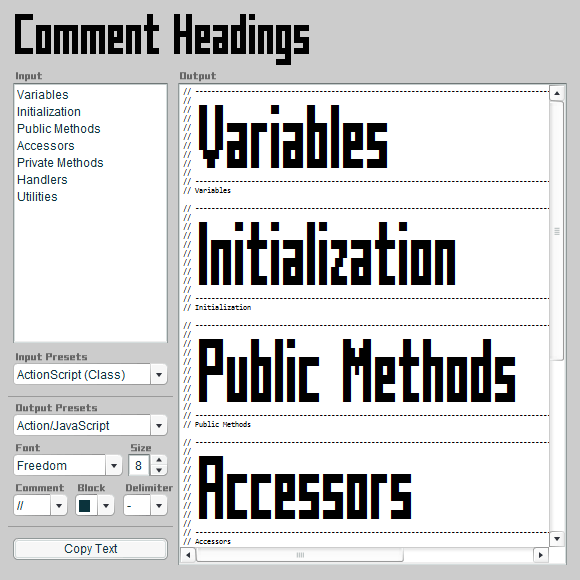 Comment Headings
Input
Variables
Initialization
Public Methods
Accessors
Private Methods
Handlers
Utilities
Input Presets
ActionScript (Class)
Output Presets
Action/JavaScript
Font
Size
Freedom
8
Comment
Block
Delimiter
//
-
Copy Text
Output
// --------------------------------------------------------------------------------
//
//
//
//
//
//
//
//
// Variables
//
// --------------------------------------------------------------------------------
// Variables
// --------------------------------------------------------------------------------
//
//
//
//
//
//
//
//
// Initialization
//
// --------------------------------------------------------------------------------
// Initialization
// --------------------------------------------------------------------------------
//
//
//
//
//
//
//
//
// Public Methods
//
// --------------------------------------------------------------------------------
// Public Methods
// --------------------------------------------------------------------------------
//
//
//
//
//
//
//
//
// Accessors
//
// --------------------------------------------------------------------------------
// Accessors